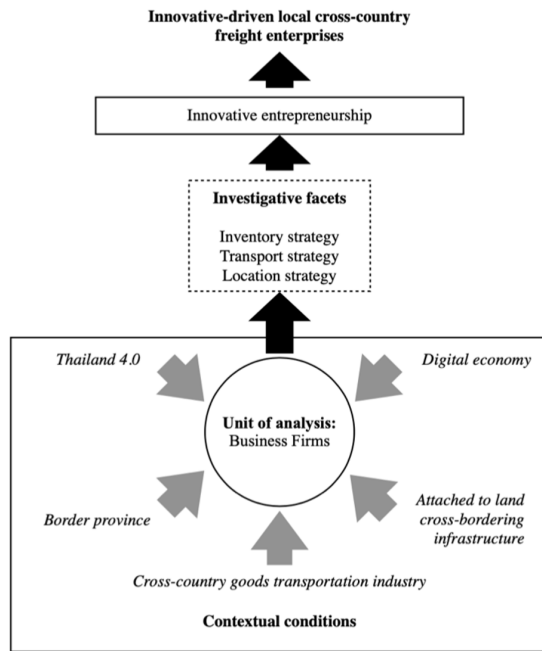 Innovative-driven local cross-country
freight enterprises
Innovative entrepreneurship
Investigative facets
Inventory strategy
Transport strategy
Location strategy
Thailand 4.0
Digital economy
Unit of analysis:
Business Firms
Border province
Attached to land
cross-bordering
infrastructure
Cross-country goods transportation industry
Contextual conditions